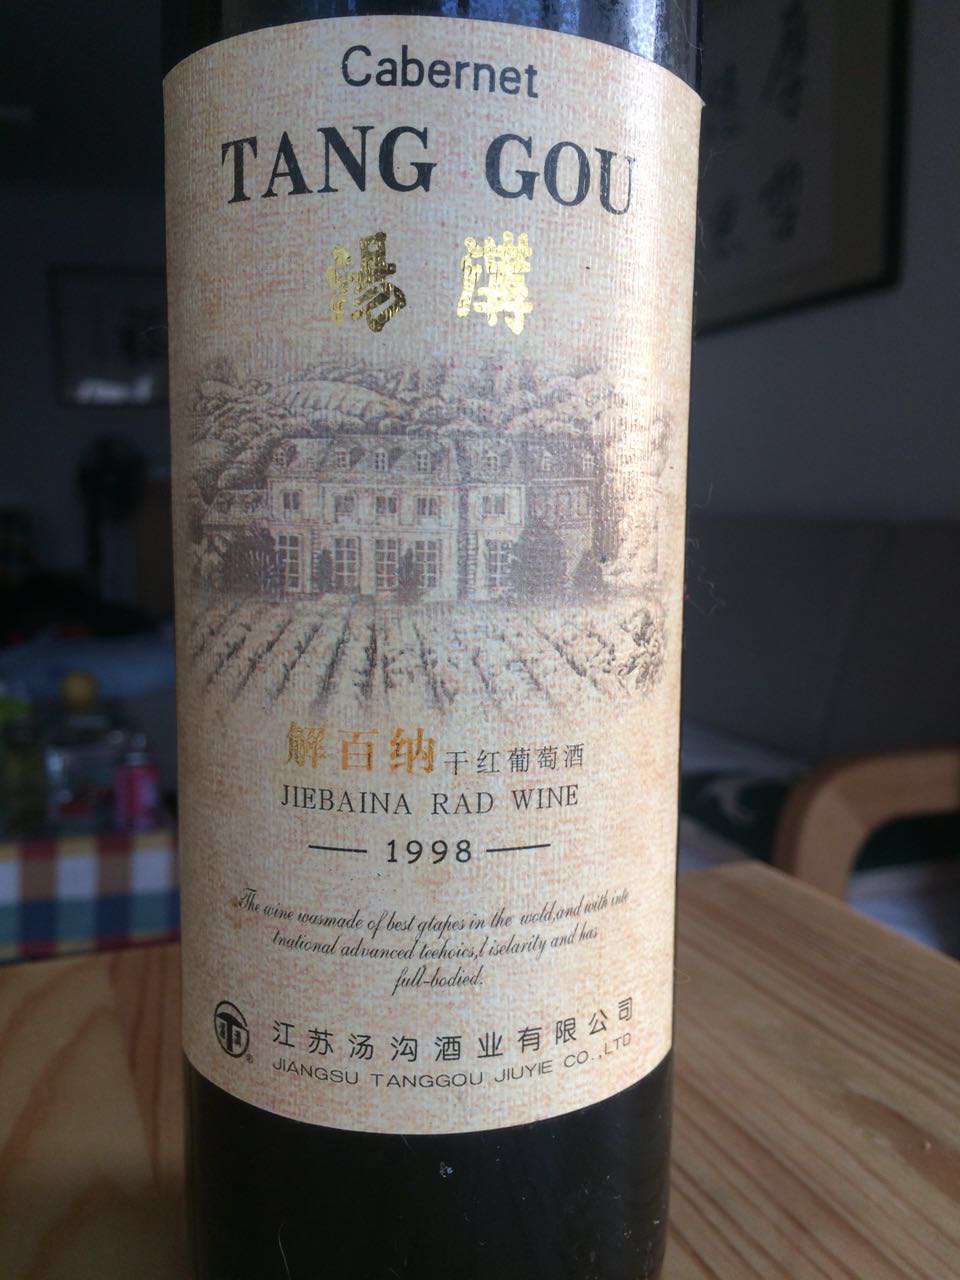 Cabernet
TANG GOU
湯 溝
解百纳干红葡萄酒
JIEBAINA RAD WINE
1998
The wine wasmade of best gtapes in the wold,and with inte
tnational advanced teehoics,l iselarity and has
full-bodied.
江苏汤沟酒业有限公司
JIANGSU TANGGOU JIUYIE CO.,LTD